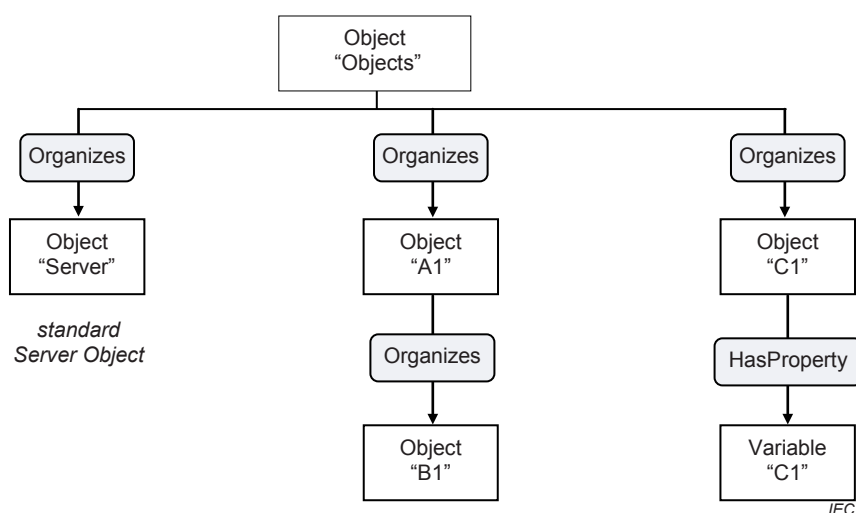 Object
“Objects”
Organizes
Organizes
Organizes
Object
“Server”
Object
“A1”
Object
“C1”
standard
Server Object
Organizes
HasProperty
Object
“B1”
Variable
“C1”
IEC